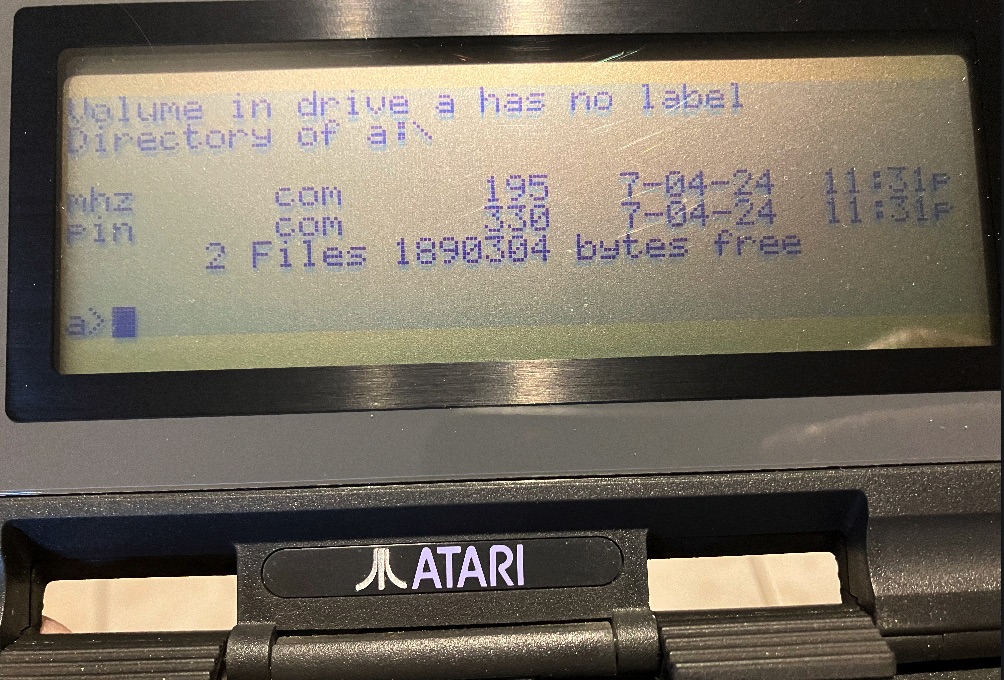 Volume in drive a has no label
Directory of a:\
mhz com 195 7-04-24 11:31p
pin com 330 7-04-24 11:31p
2 Files 1890304 bytes free
a>
ATARI